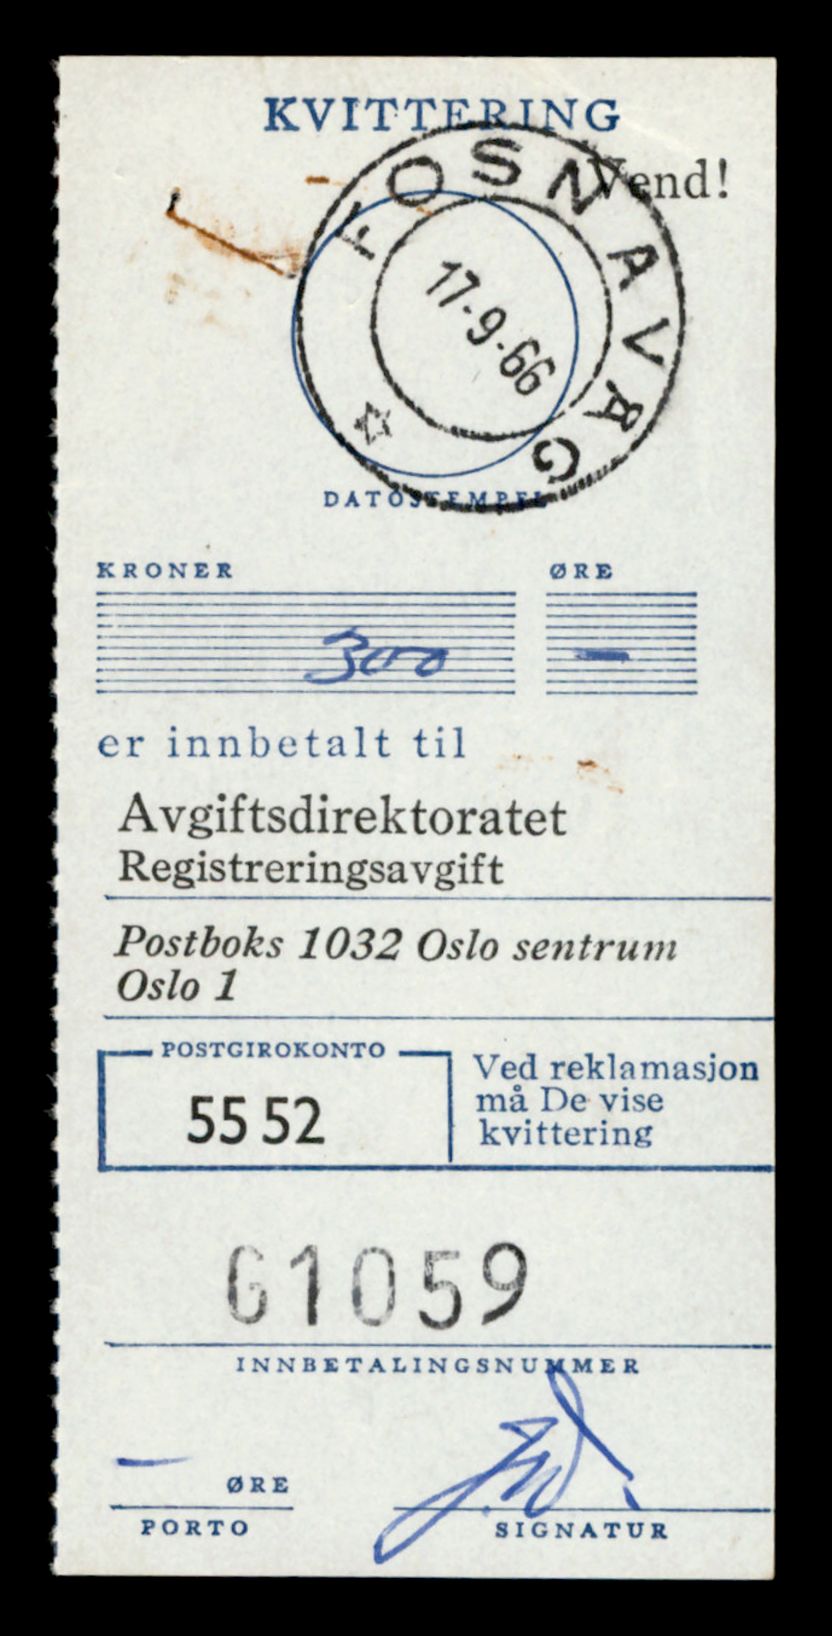 KVITTERING
Vend!
FOSNAVÅG
17-9-66
DATOSTEMPEL
KRONER ØRE
300 –
er innbetalt til
Avgiftsdirektoratet
Registreringsavgift
Postboks 1032 Oslo sentrum
Oslo 1
POSTGIROKONTO
55 52
Ved reklamasjon
må De vise
kvittering
G1059
INNBETALINGSNUMMER
– ØRE
PORTO
SIGNATUR